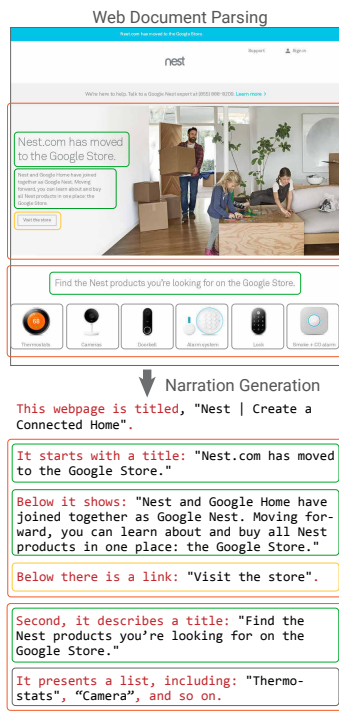 Web Document Parsing
Nest.com has moved to the Google Store.
Support
Sign in
nest
We're here to help. Talk to a Google Nest expert at (855) 896-6378. Learn more >
Nest.com has moved
to the Google Store.
Nest and Google Home have joined
together as Google Nest. Moving
forward, you can learn about and buy
all Nest products in one place: the
Google Store.
Visit the store
Find the Nest products you're looking for on the Google Store.
Thermostats
Cameras
Doorbell
Alarm system
Lock
Smoke + CO alarm
Narration Generation
This webpage is titled, "Nest | Create a
Connected Home".
It starts with a title: "Nest.com has moved
to the Google Store."
Below it shows: "Nest and Google Home have
joined together as Google Nest. Moving for-
ward, you can learn about and buy all Nest
products in one place: the Google Store."
Below there is a link: "Visit the store".
Second, it describes a title: "Find the
Nest products you’re looking for on the
Google Store."
It presents a list, including: "Thermo-
stats", “Camera”, and so on.